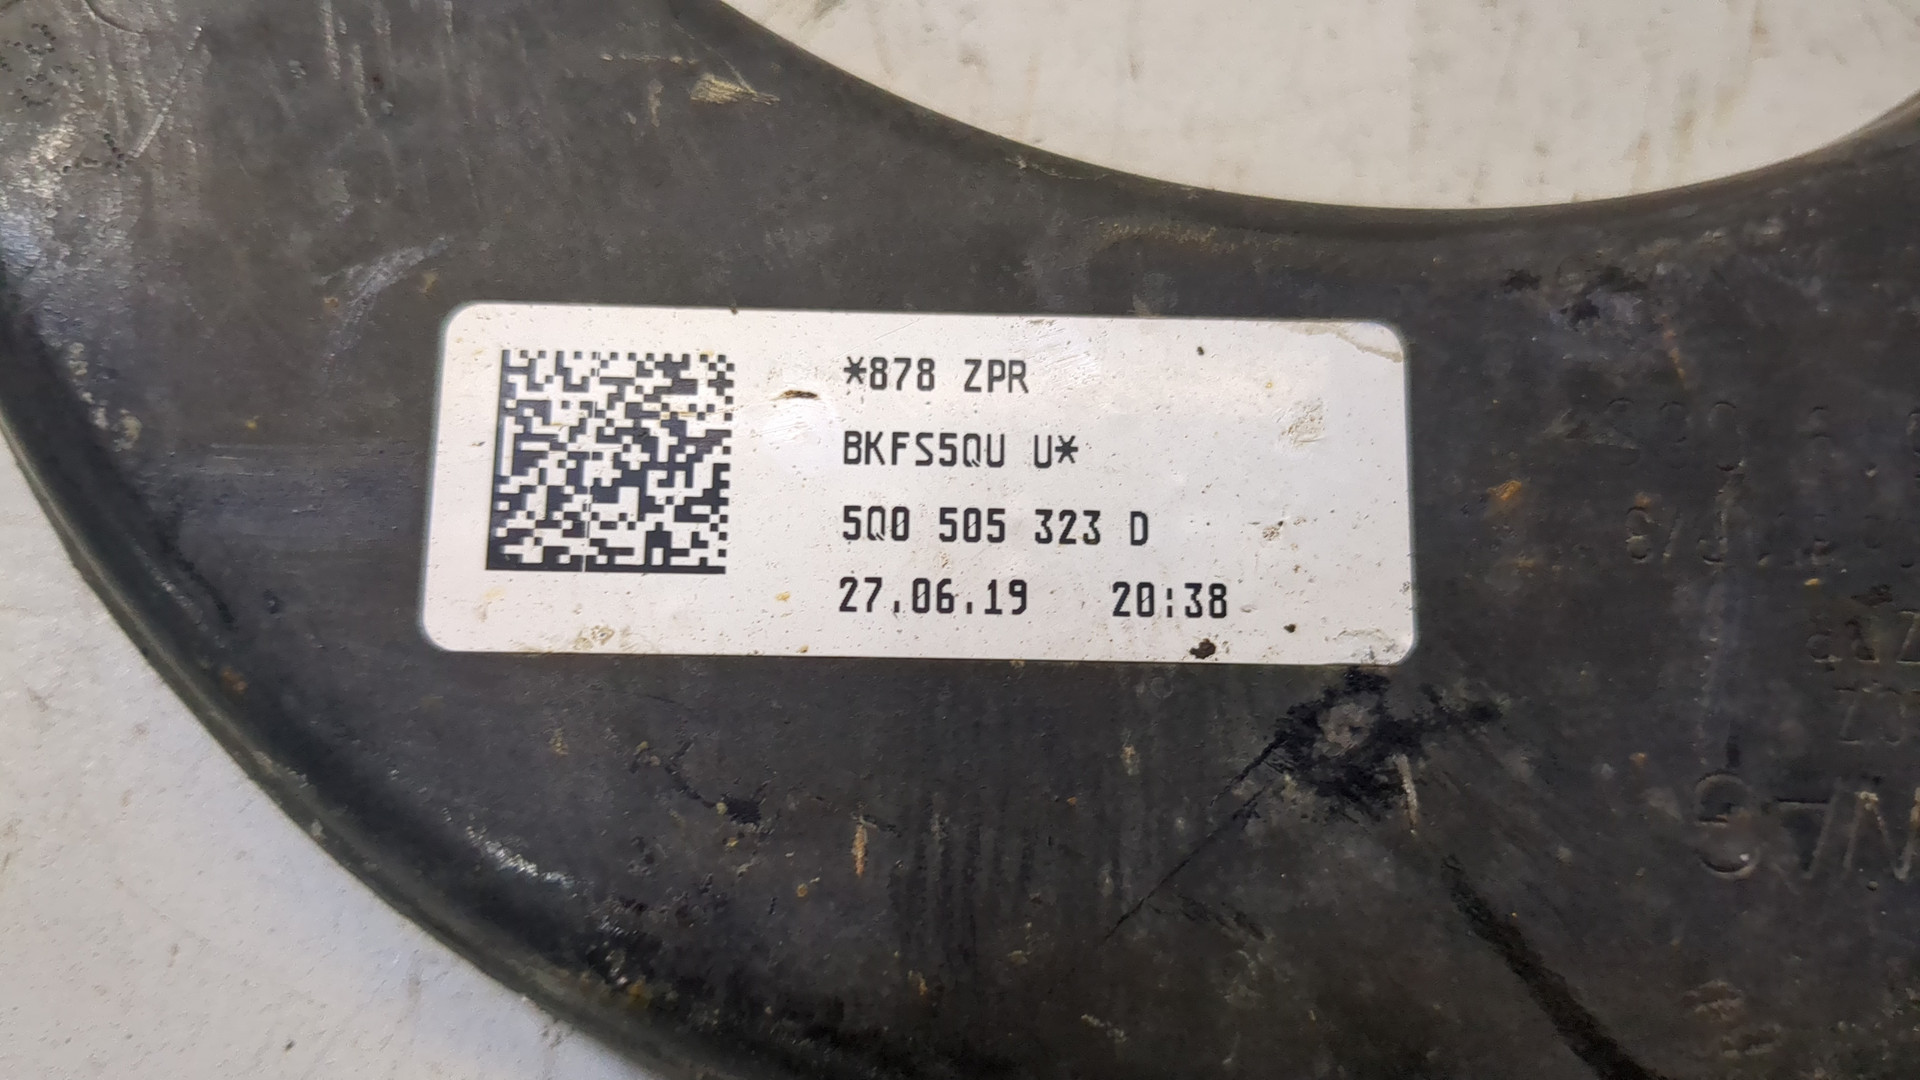 *878 ZPR
BKFS5QU U*
5Q0 505 323 D
27.06.19 20:38